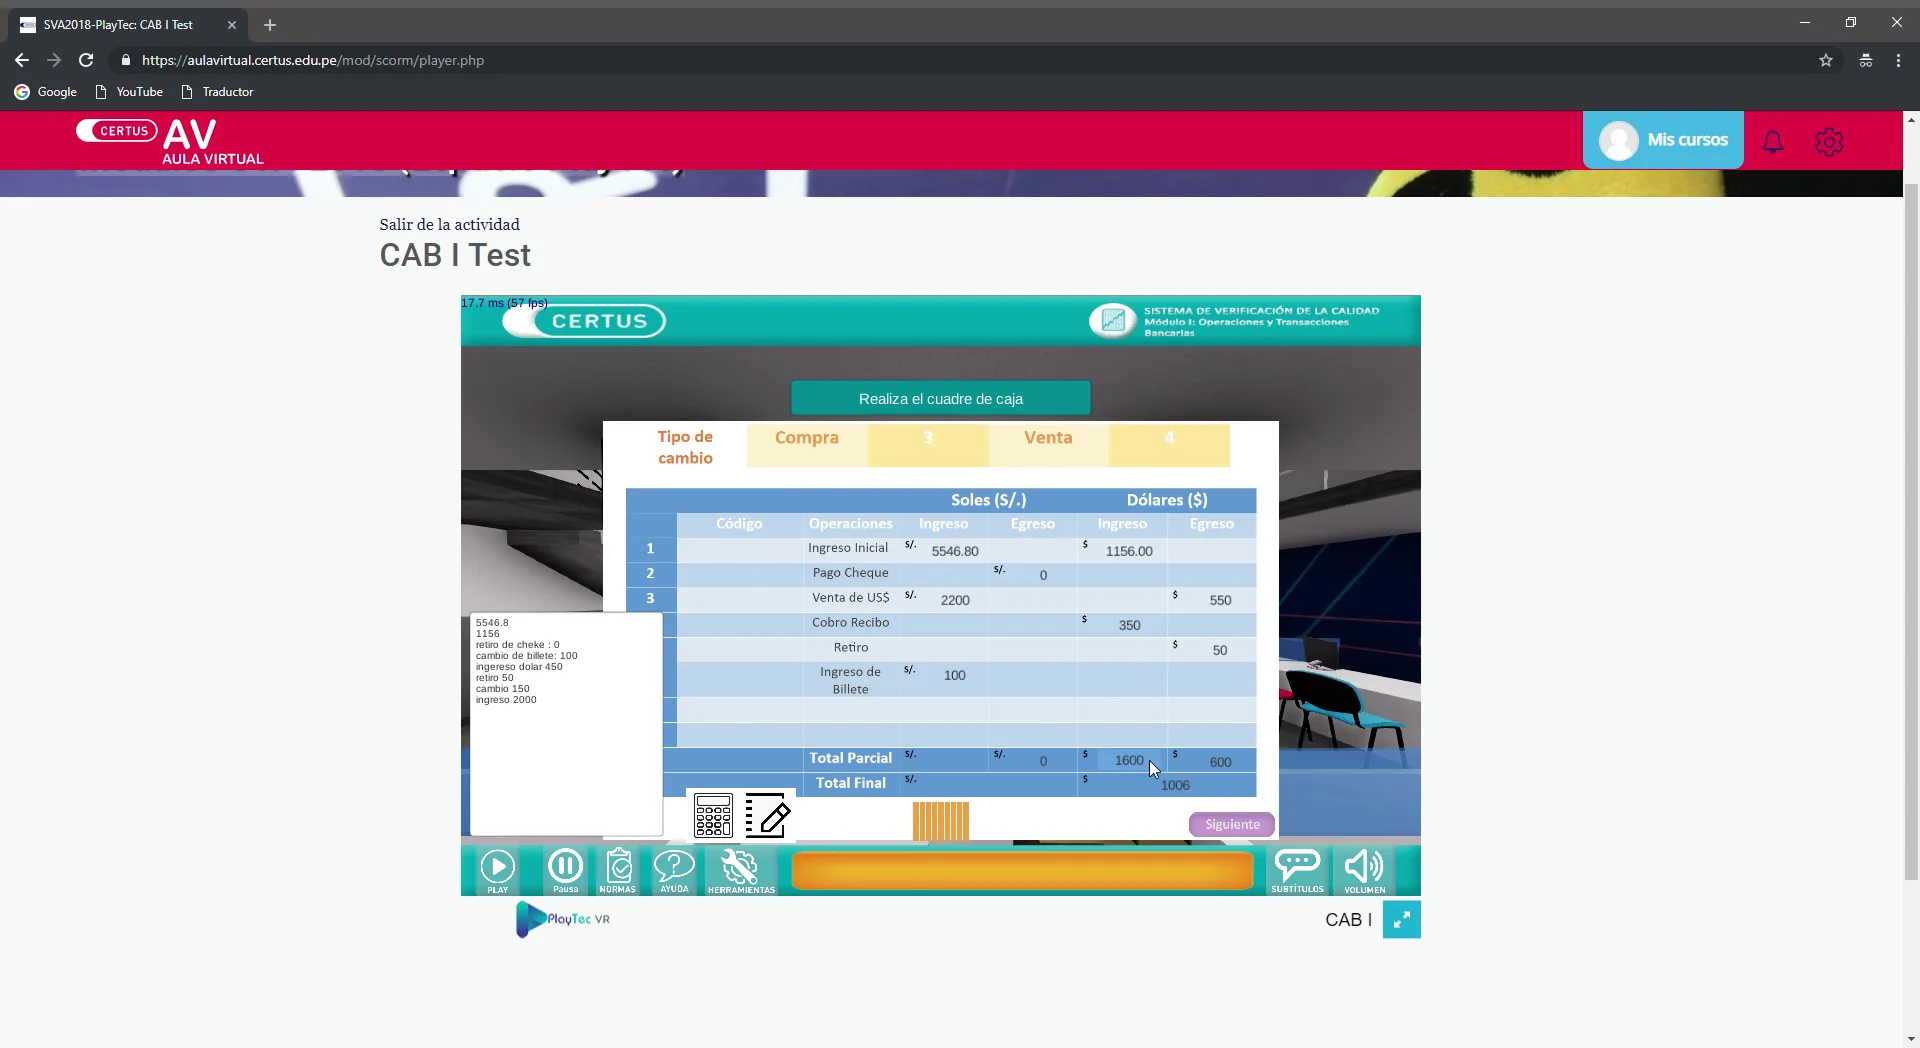 SVA2018-PlayTec: CAB I Test
https://aulavirtual.certus.edu.pe/mod/scorm/player.php
Google YouTube Traductor
CERTUS AV
AULA VIRTUAL
Mis cursos
Salir de la actividad
CAB I Test
17.7 ms (57 fps)
CERTUS
SISTEMA DE VERIFICACIÓN DE LA CALIDAD
Módulo I: Operaciones y Transacciones
Bancarias
Realiza el cuadre de caja
Tipo de cambio Compra 3 Venta 4
Soles (S/.) Dólares ($)
Código Operaciones Ingreso Egreso Ingreso Egreso
1 Ingreso Inicial S/. 5546.80 $ 1156.00
2 Pago Cheque S/. 0
3 Venta de US$ S/. 2200 $ 550
Cobro Recibo $ 350
Retiro $ 50
Ingreso de Billete S/. 100
Total Parcial S/. S/. 0 $ 1600 $ 600
Total Final S/. $ 1006
5546.8
1156
retiro de cheke : 0
cambio de billete: 100
ingereso dolar 450
retiro 50
cambio 150
ingreso 2000
Siguiente
PLAY Pausa NORMAS AYUDA HERRAMIENTAS SUBTÍTULOS VOLUMEN
PlayTec VR
CAB I